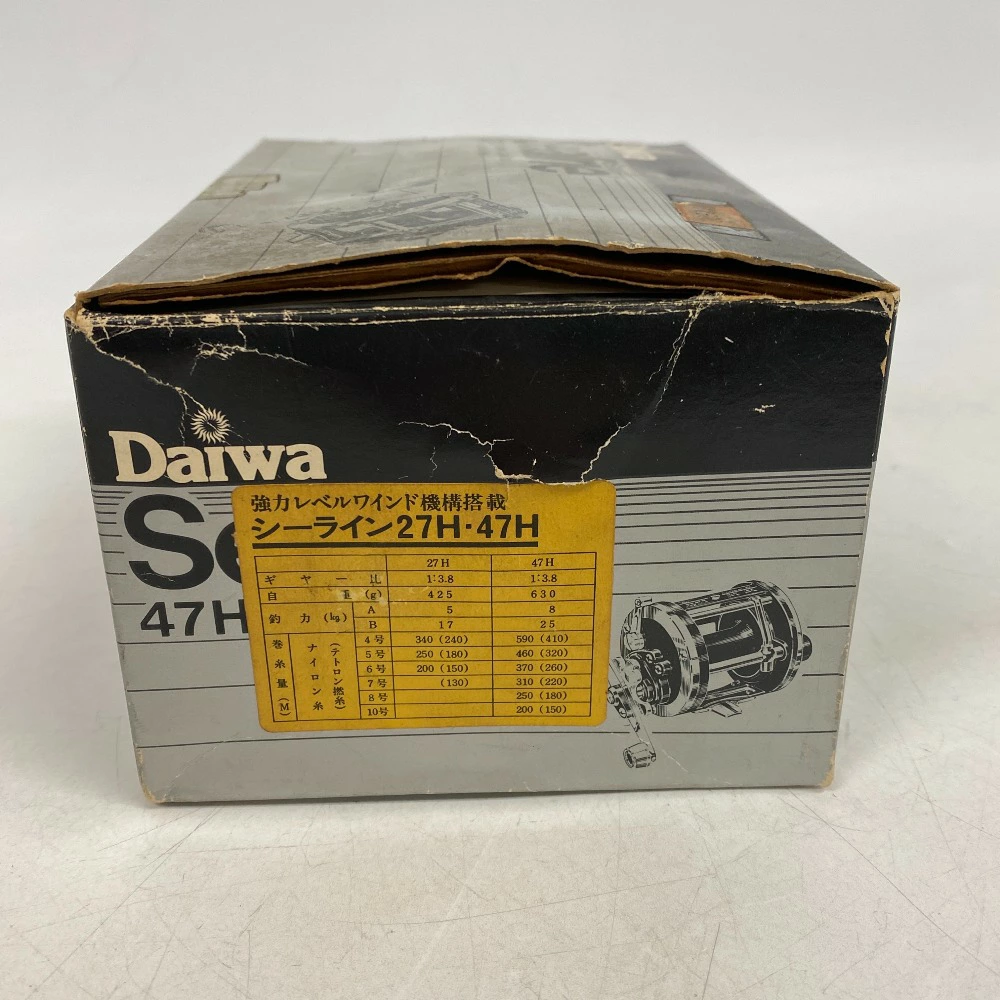 Daiwa
Se
47H
強力レベルワインド機構搭載
シーライン27H・47H
27H 47H
ギヤー比 1:3.8 1:3.8
自重(g) 425 630
釣力(kg) A 5 8
B 17 25
巻糸量(M) ナイロン糸 (テトロン撚糸)
4号 340(240) 590(410)
5号 250(180) 460(320)
6号 200(150) 370(260)
7号 (130) 310(220)
8号 250(180)
10号 200(150)